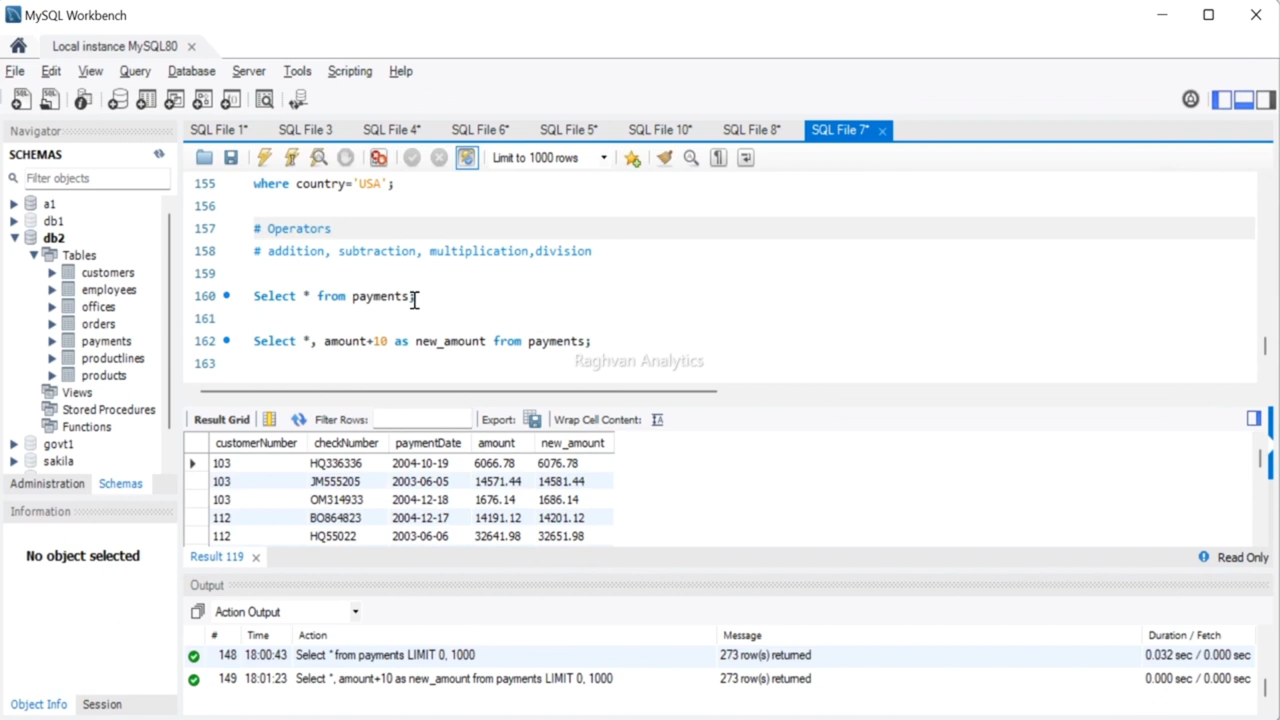 MySQL Workbench
Local instance MySQL80
File Edit View Query Database Server Tools Scripting Help
Navigator
SCHEMAS
Filter objects
a1
db1
db2
Tables
customers
employees
offices
orders
payments
productlines
products
Views
Stored Procedures
Functions
govt1
sakila
Administration Schemas
Information
No object selected
Object Info Session
SQL File 1* SQL File 3 SQL File 4* SQL File 6* SQL File 5* SQL File 10* SQL File 8* SQL File 7*
Limit to 1000 rows
155 where country='USA';
156
157 # Operators
158 # addition, subtraction, multiplication,division
159
160 Select * from payments;
161
162 Select *, amount+10 as new_amount from payments;
163
Raghvan Analytics
Result Grid Filter Rows: Export: Wrap Cell Content:
customerNumber checkNumber paymentDate amount new_amount
103 HQ336336 2004-10-19 6066.78 6076.78
103 JM555205 2003-06-05 14571.44 14581.44
103 OM314933 2004-12-18 1676.14 1686.14
112 BO864823 2004-12-17 14191.12 14201.12
112 HQ55022 2003-06-06 32641.98 32651.98
Result 119 Read Only
Output
Action Output
# Time Action Message Duration / Fetch
148 18:00:43 Select * from payments LIMIT 0, 1000 273 row(s) returned 0.032 sec / 0.000 sec
149 18:01:23 Select *, amount+10 as new_amount from payments LIMIT 0, 1000 273 row(s) returned 0.000 sec / 0.000 sec